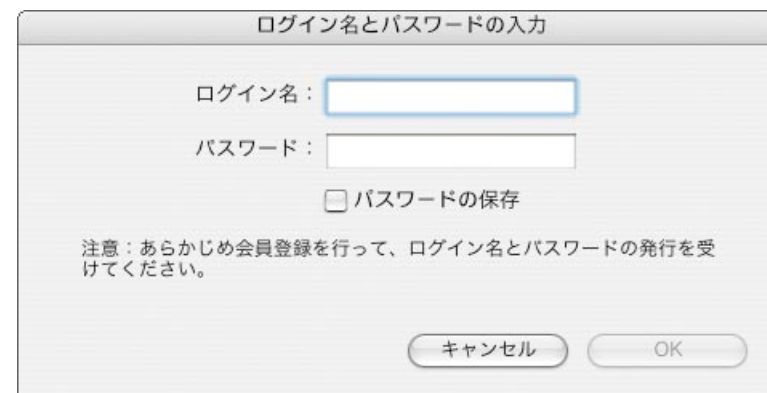 ログイン名とパスワードの入力
ログイン名：
パスワード：
パスワードの保存
注意：あらかじめ会員登録を行って、ログイン名とパスワードの発行を受
けてください。
キャンセル
OK